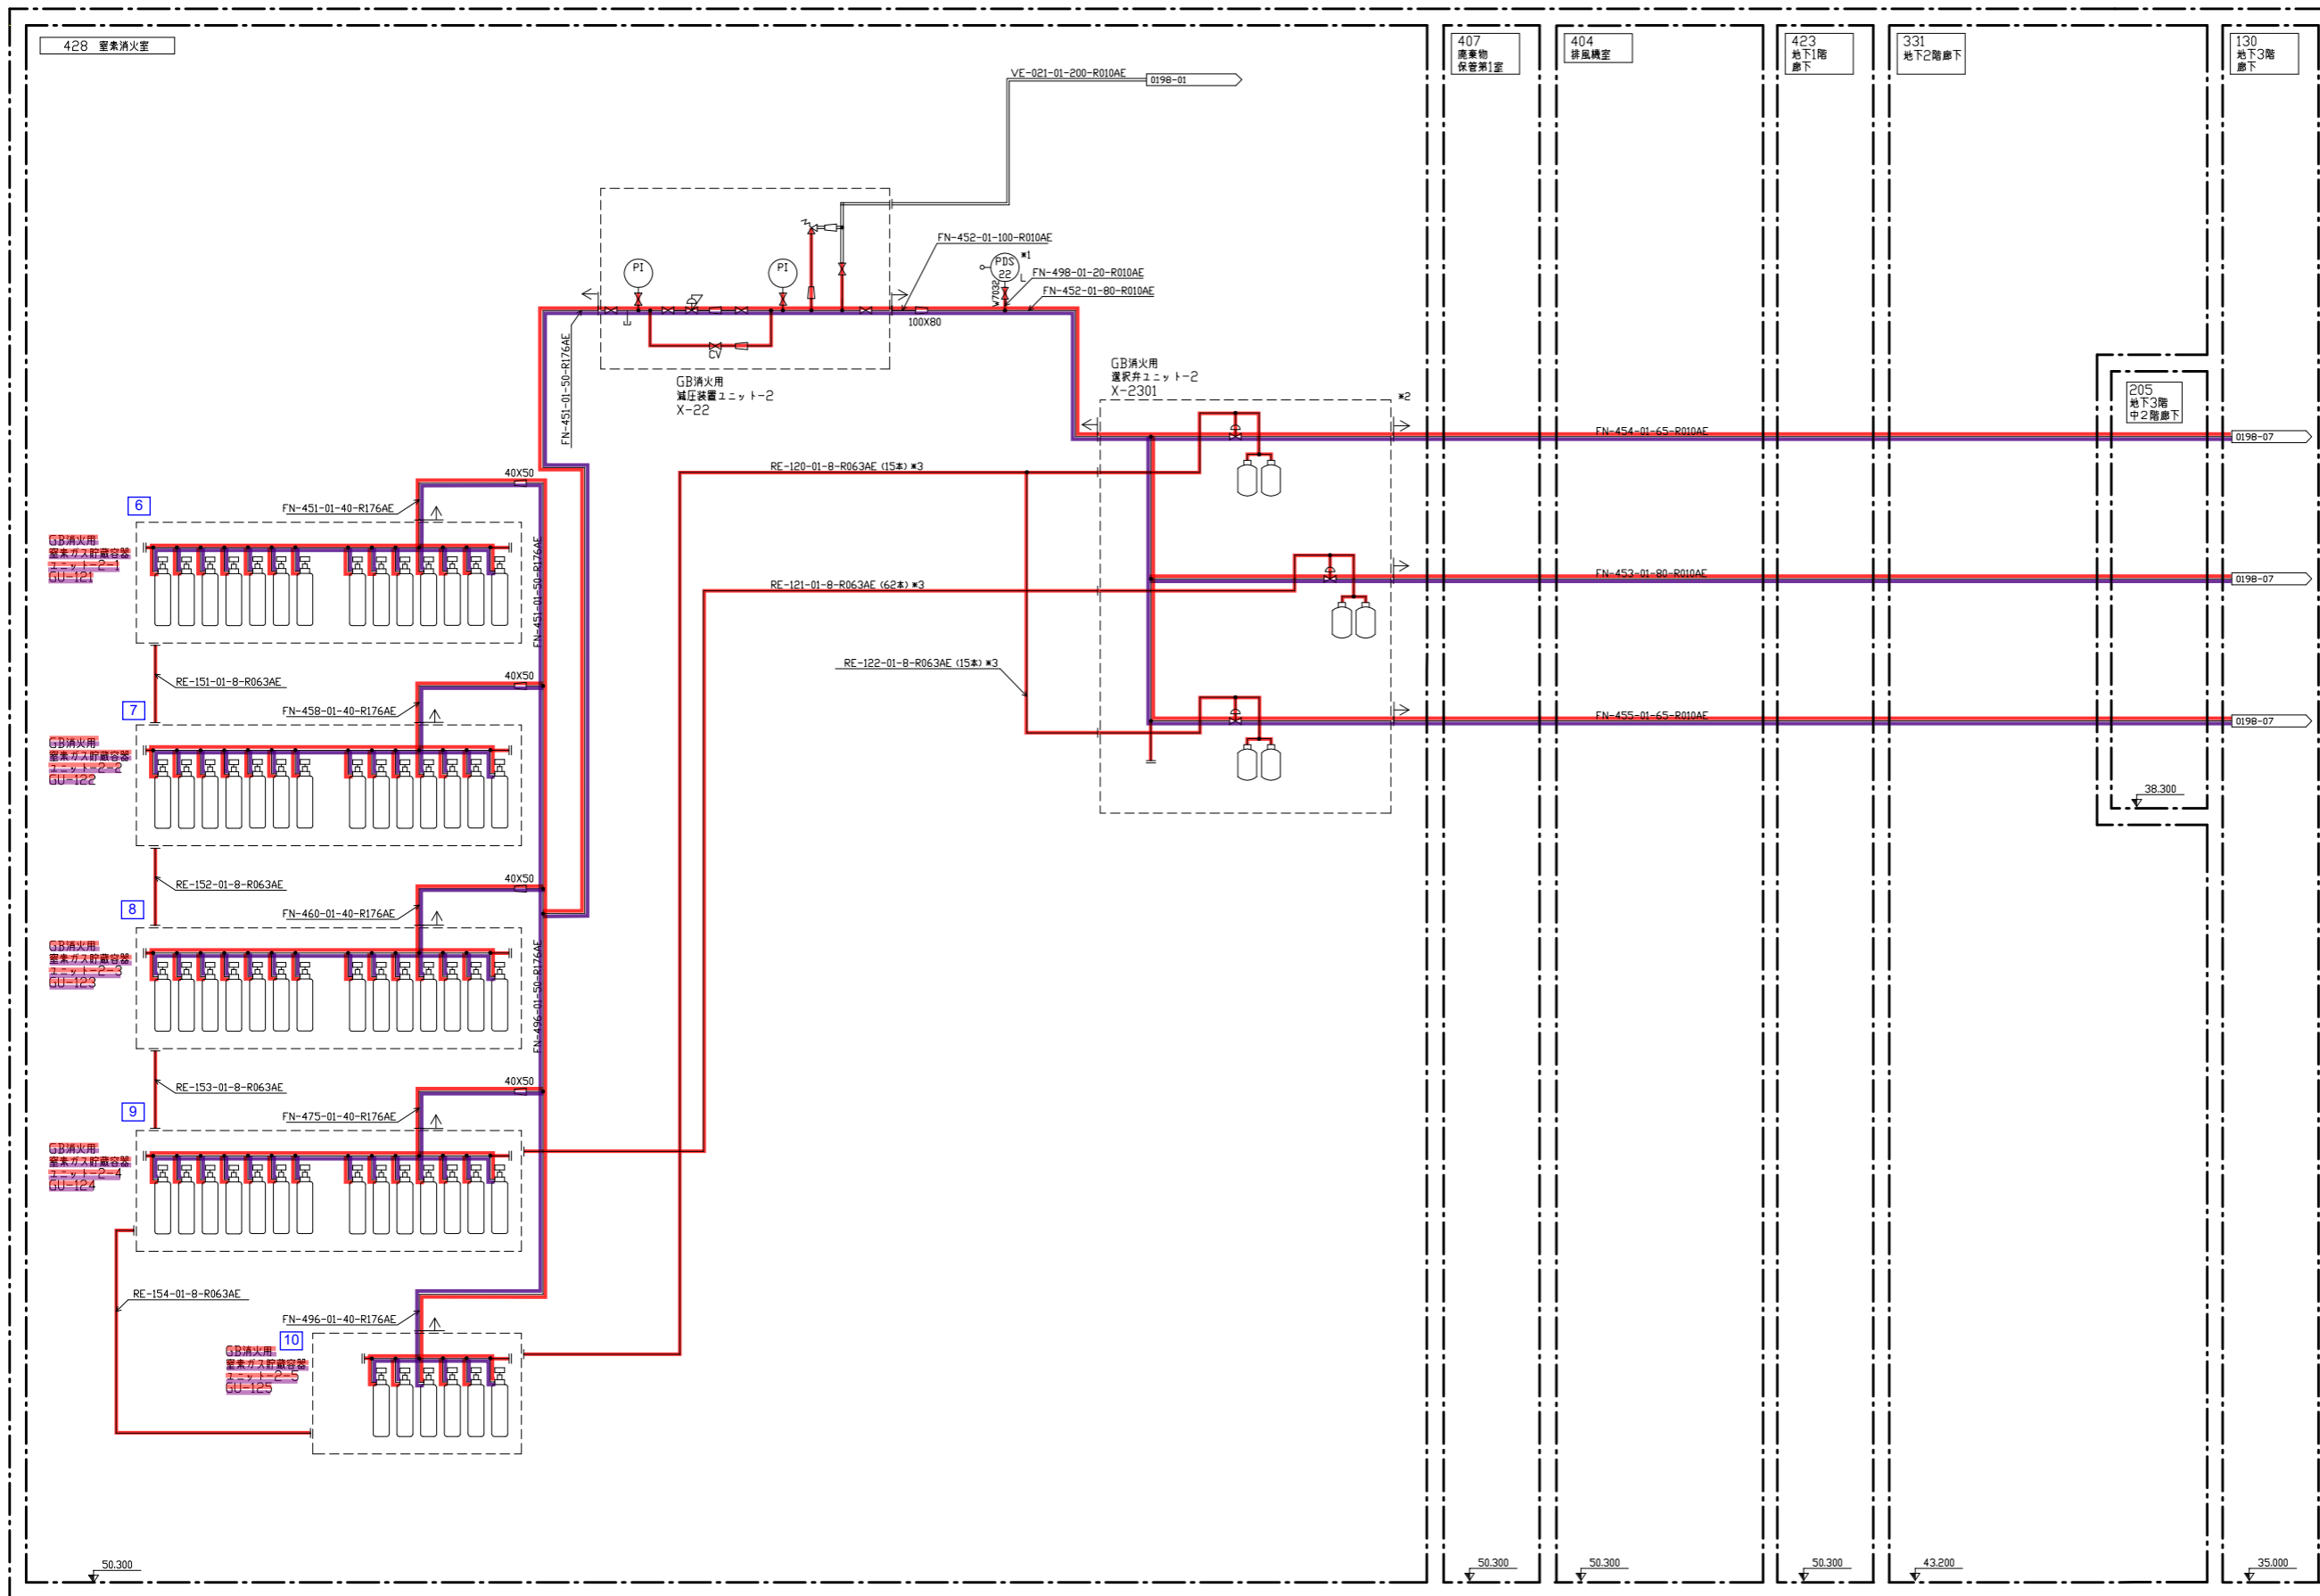 428 窒素消火室
407
廃棄物
保管第1室
404
排風機室
423
地下1階
廊下
331
地下2階廊下
130
地下3階
廊下
VE-021-01-200-R010AE
0198-01
PI
PI
CV
FN-452-01-100-R010AE
PDS
22
*1
L
W7032
FN-498-01-20-R010AE
FN-452-01-80-R010AE
100X80
FN-451-01-50-R176AE
GB消火用
減圧装置ユニット-2
X-22
GB消火用
選択弁ユニット-2
X-2301
*2
205
地下3階
中2階廊下
FN-454-01-65-R010AE
0198-07
RE-120-01-8-R063AE (15本) *3
40X50
6
FN-451-01-40-R176AE
GB消火用
窒素ガス貯蔵容器
ユニット-2-1
GU-121
FN-451-01-50-R176AE
RE-121-01-8-R063AE (62本) *3
FN-453-01-80-R010AE
0198-07
RE-122-01-8-R063AE (15本) *3
RE-151-01-8-R063AE
40X50
7
FN-458-01-40-R176AE
FN-455-01-65-R010AE
0198-07
GB消火用
窒素ガス貯蔵容器
ユニット-2-2
GU-122
38.300
RE-152-01-8-R063AE
40X50
8
FN-460-01-40-R176AE
GB消火用
窒素ガス貯蔵容器
ユニット-2-3
GU-123
FN-496-01-50-R176AE
RE-153-01-8-R063AE
40X50
9
FN-475-01-40-R176AE
GB消火用
窒素ガス貯蔵容器
ユニット-2-4
GU-124
RE-154-01-8-R063AE
FN-496-01-40-R176AE
10
GB消火用
窒素ガス貯蔵容器
ユニット-2-5
GU-125
50.300
50.300
50.300
50.300
43.200
35.000